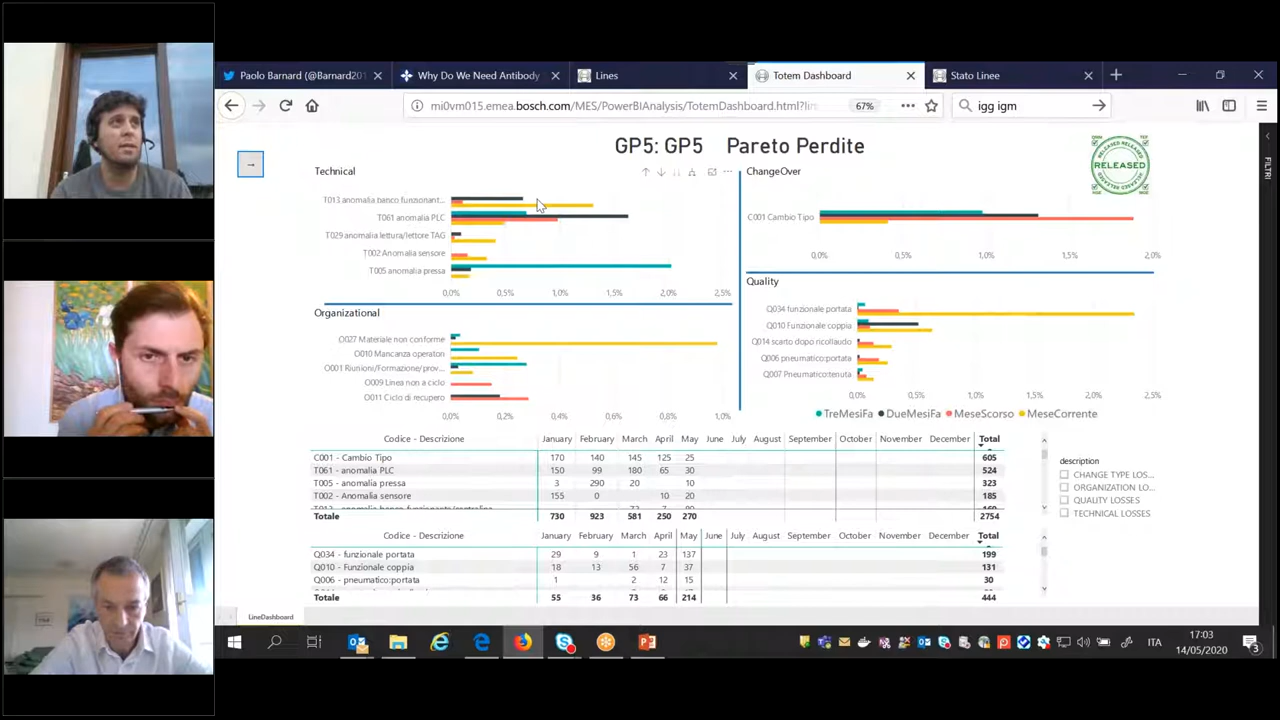 Paolo Barnard (@Barnard201
Why Do We Need Antibody
Lines
Totem Dashboard
Stato Linee
mi0vm015.emea.bosch.com/MES/PowerBIAnalysis/TotemDashboard.html?lin
67%
igg igm
GP5: GP5 Pareto Perdite
RELEASED
FILTRI
Technical
T013 anomalia banco funzionant...
T061 anomalia PLC
T029 anomalia lettura/lettore TAG
T002 Anomalia sensore
T005 anomalia pressa
0,0% 0,5% 1,0% 1,5% 2,0% 2,5%
ChangeOver
C001 Cambio Tipo
0.0% 0,5% 1,0% 1,5% 2,0%
Organizational
O027 Materiale non conforme
O010 Mancanza operatori
O001 Riunioni/Formazione/prov...
O009 Linea non a ciclo
O011 Ciclo di recupero
0,0% 0,2% 0,4% 0,6% 0,8% 1,0%
Quality
Q034 funzionale portata
Q010 Funzionale coppia
Q014 scarto dopo ricollaudo
Q006 pneumatico:portata
Q007 Pneumatico:tenuta
0,0% 0,5% 1,0% 1,5% 2,0% 2,5%
TreMesiFa DueMesiFa MeseScorso MeseCorrente
Codice - Descrizione January February March April May June July August September October November December Total
C001 - Cambio Tipo 170 140 145 125 25 605
T061 - anomalia PLC 150 99 180 65 30 524
T005 - anomalia pressa 3 290 20 10 323
T002 - Anomalia sensore 155 0 10 20 185
Totale 730 923 581 250 270 2754
description
CHANGE TYPE LOS...
ORGANIZATION LO...
QUALITY LOSSES
TECHNICAL LOSSES
Codice - Descrizione January February March April May June July August September October November December Total
Q034 - funzionale portata 29 9 1 23 137 199
Q010 - Funzionale coppia 18 13 56 7 37 131
Q006 - pneumatico:portata 1 2 12 15 30
Totale 55 36 73 66 214 444
LineDashboard
ITA
17:03
14/05/2020
3